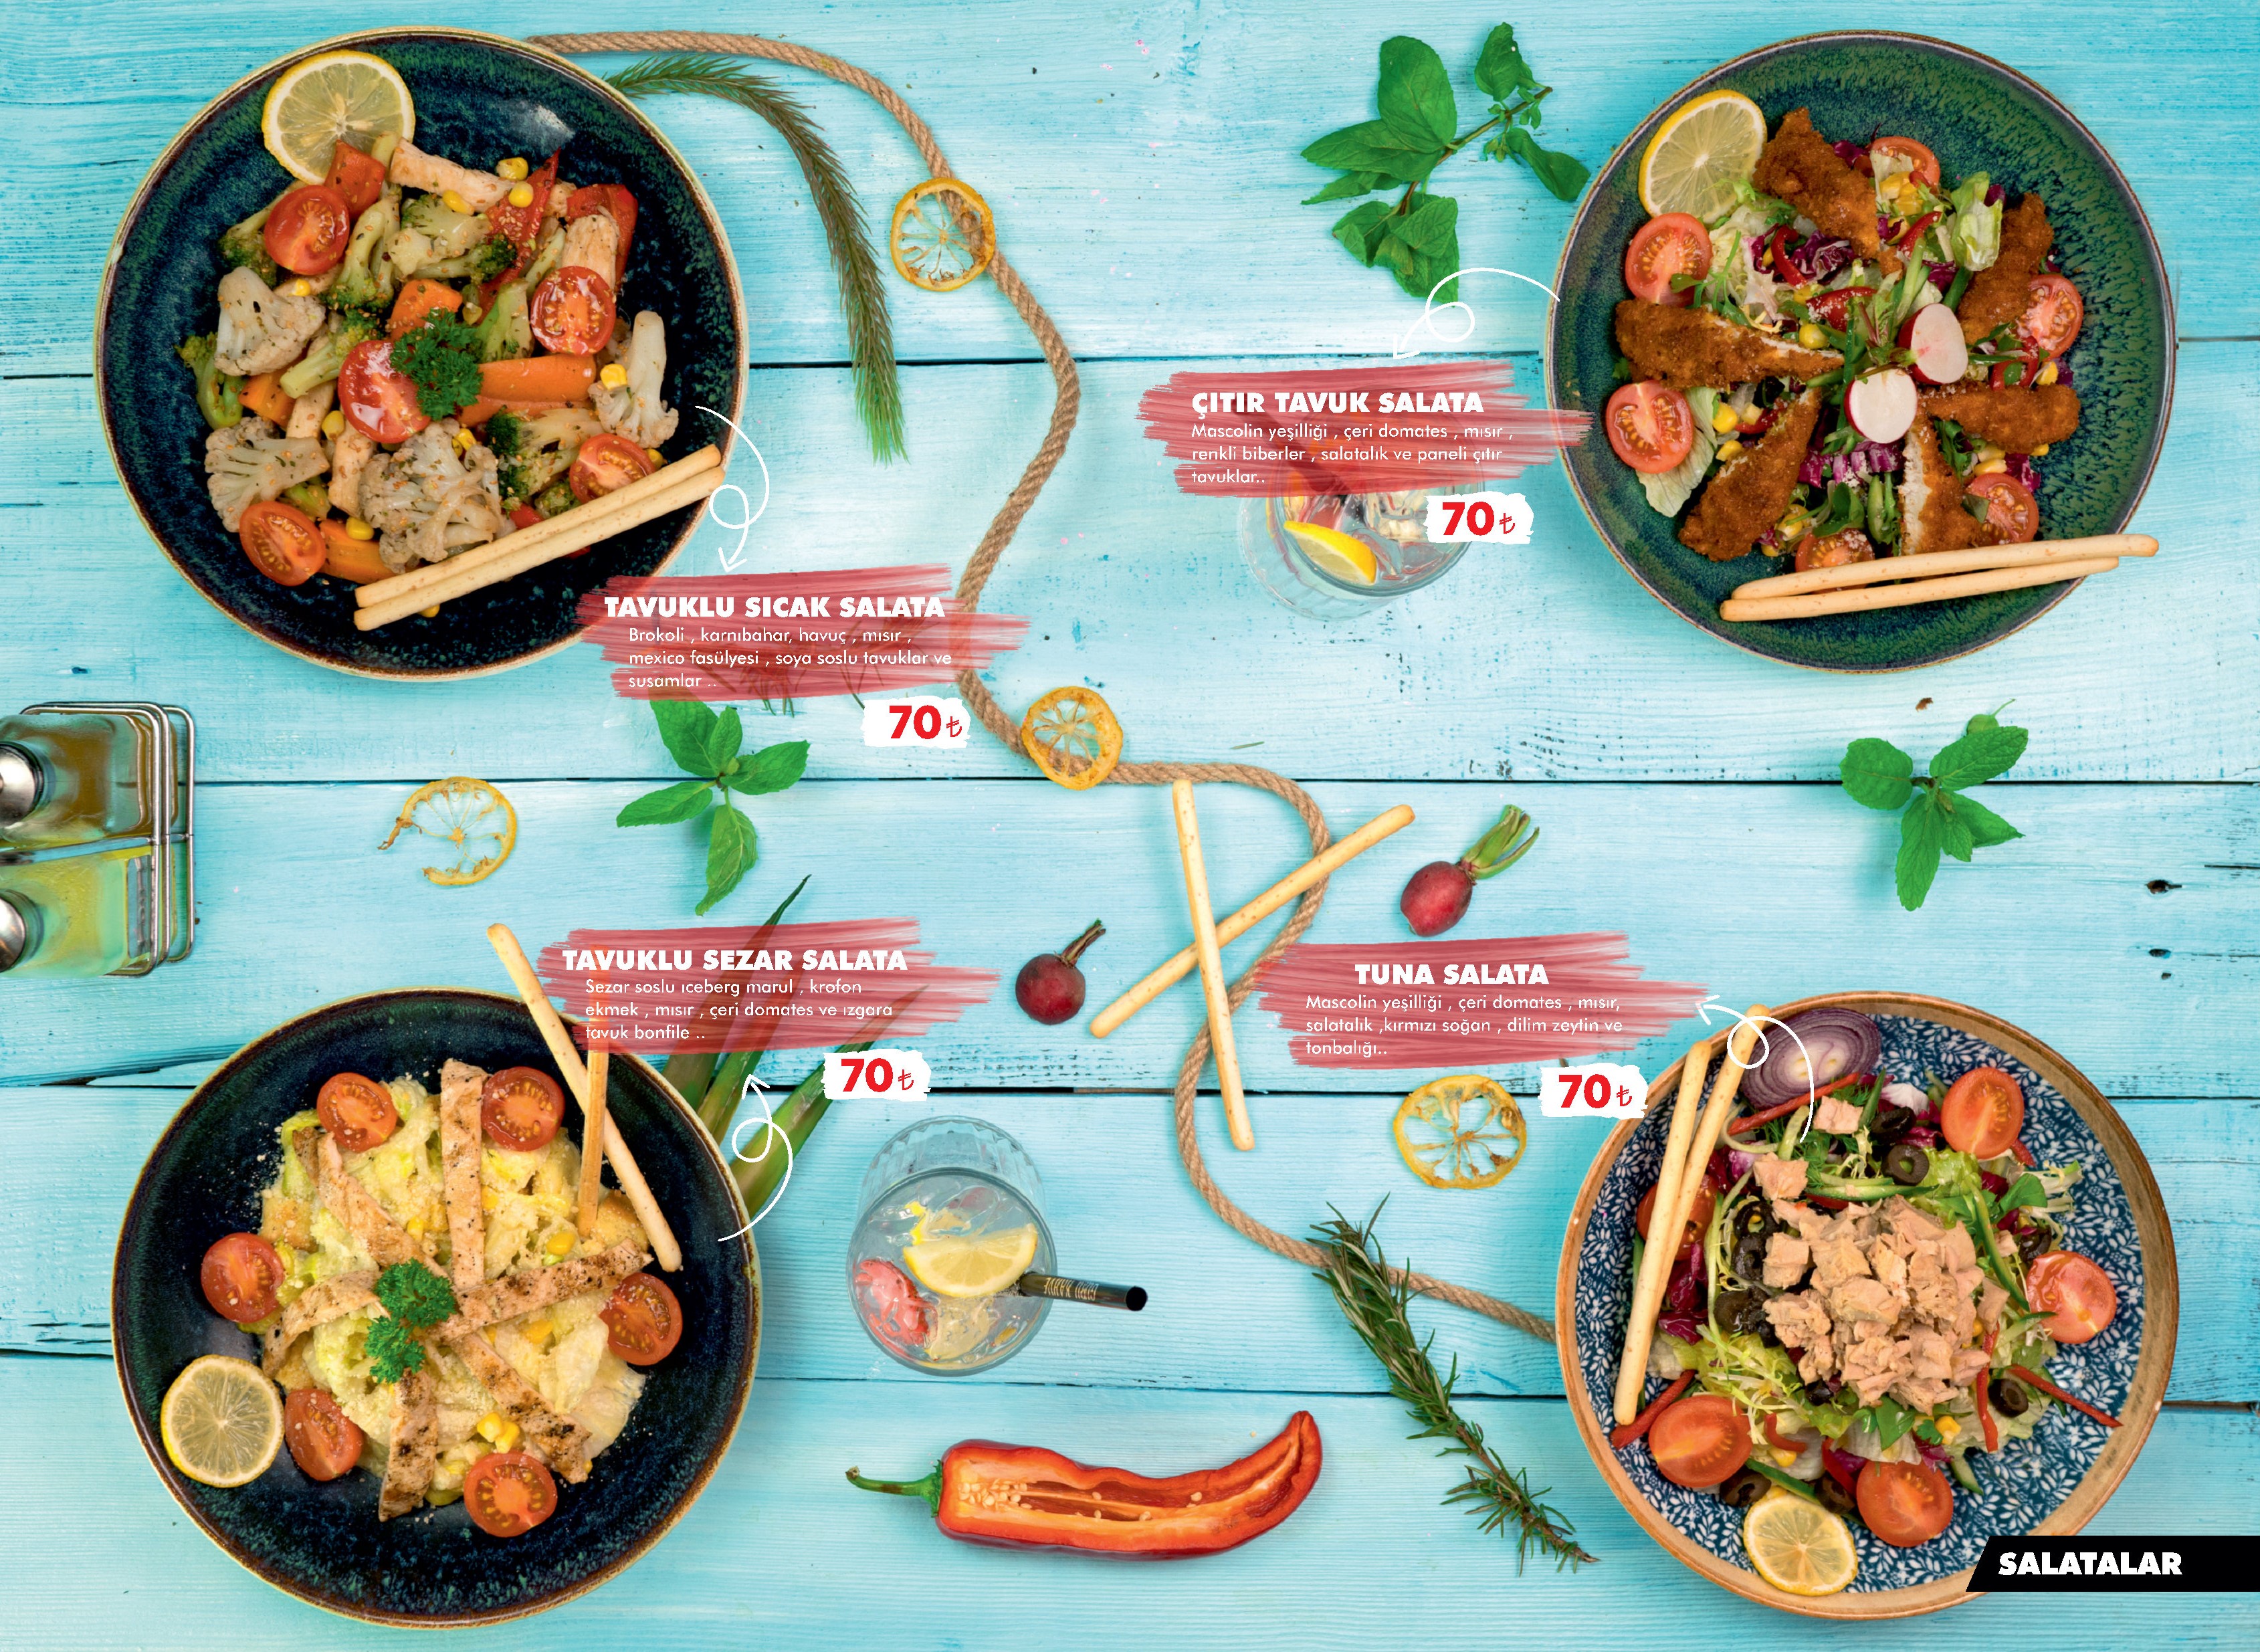 ÇITIR TAVUK SALATA
Mascolin yeşilliği , çeri domates , mısır ,
renkli biberler , salatalık ve paneli çıtır
tavuklar..
70₺
TAVUKLU SICAK SALATA
Brokoli , karnıbahar, havuç , mısır ,
mexico fasülyesi , soya soslu tavuklar ve
susamlar ..
70₺
TAVUKLU SEZAR SALATA
Sezar soslu ıceberg marul , krofon
ekmek , mısır , çeri domates ve ızgara
tavuk bonfile ..
70₺
TUNA SALATA
Mascolin yeşilliği , çeri domates , mısır,
salatalık ,kırmızı soğan , dilim zeytin ve
tonbalığı..
70₺
SALATALAR